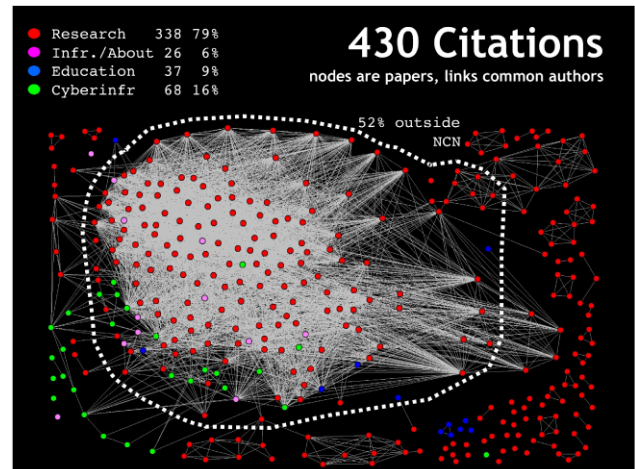 430 Citations
nodes are papers, links common authors
Research 338 79%
Infr./About 26 6%
Education 37 9%
Cyberinfr 68 16%
52% outside
NCN